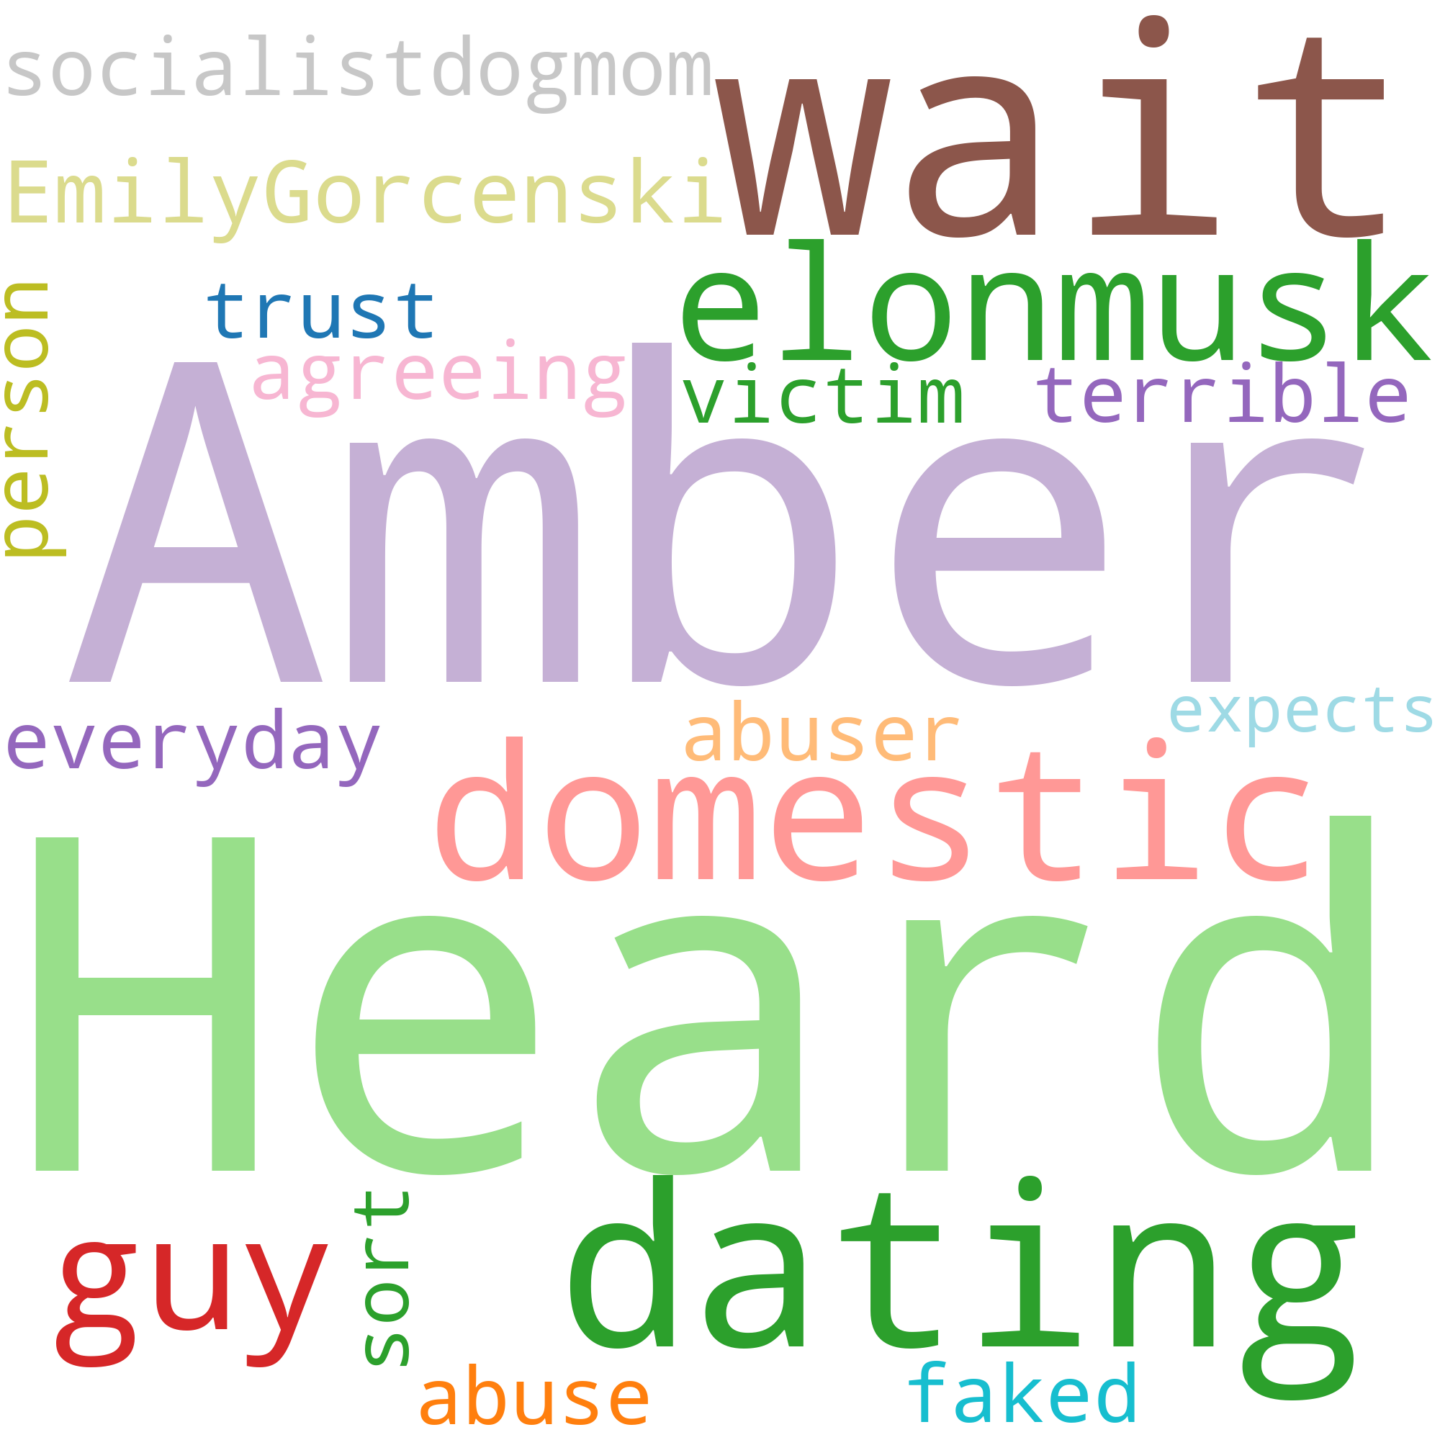 socialistdogmom
wait
EmilyGorcenski
elonmusk
trust
person
agreeing
victim
terrible
Amber
everyday
abuser
expects
domestic
Heard
guy
sort
dating
abuse
faked